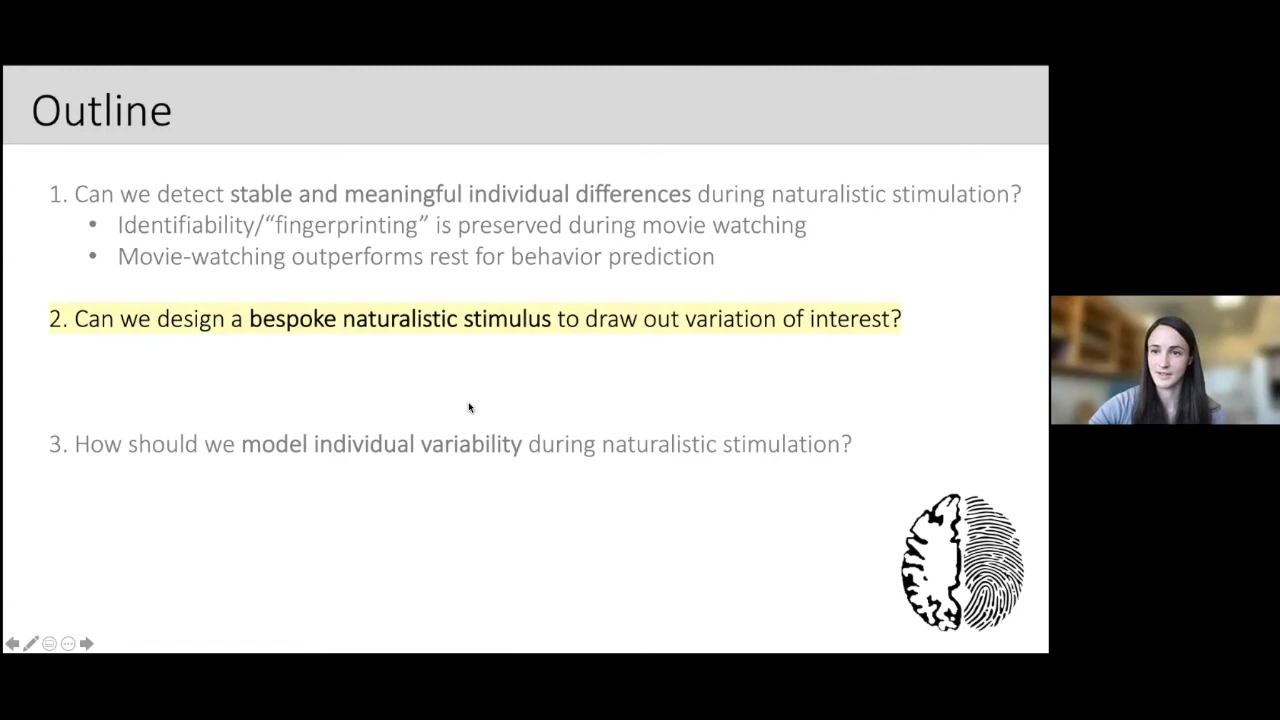 Outline
1. Can we detect stable and meaningful individual differences during naturalistic stimulation?
• Identifiability/“fingerprinting” is preserved during movie watching
• Movie-watching outperforms rest for behavior prediction
2. Can we design a bespoke naturalistic stimulus to draw out variation of interest?
3. How should we model individual variability during naturalistic stimulation?